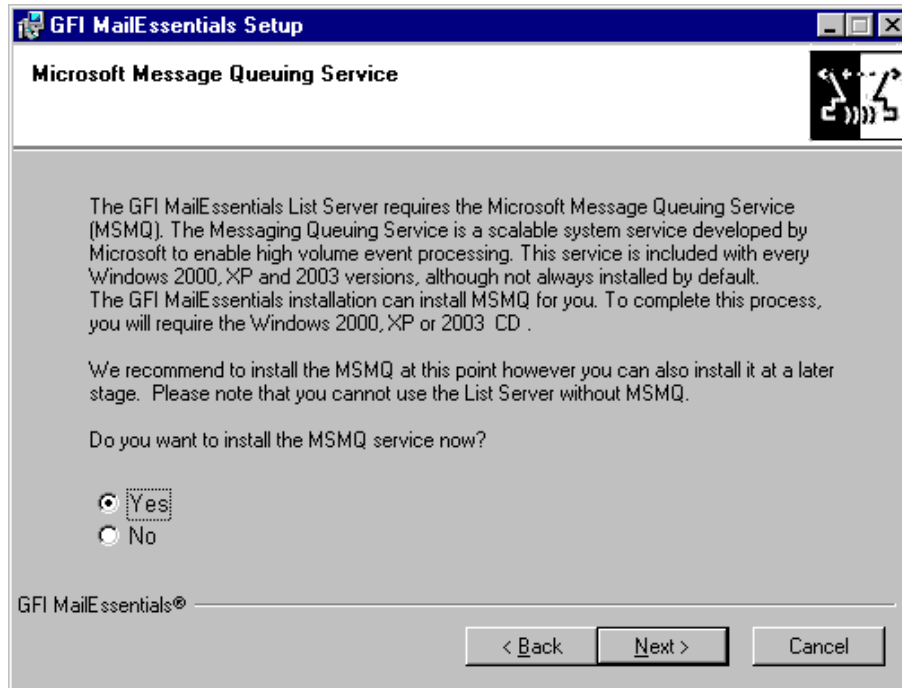 GFI MailEssentials Setup
Microsoft Message Queuing Service
The GFI MailEssentials List Server requires the Microsoft Message Queuing Service
(MSMQ). The Messaging Queuing Service is a scalable system service developed by
Microsoft to enable high volume event processing. This service is included with every
Windows 2000, XP and 2003 versions, although not always installed by default.
The GFI MailEssentials installation can install MSMQ for you. To complete this process,
you will require the Windows 2000, XP or 2003  CD .
We recommend to install the MSMQ at this point however you can also install it at a later
stage.  Please note that you cannot use the List Server without MSMQ.
Do you want to install the MSMQ service now?
Yes
No
GFI MailEssentials®
< Back
Next >
Cancel